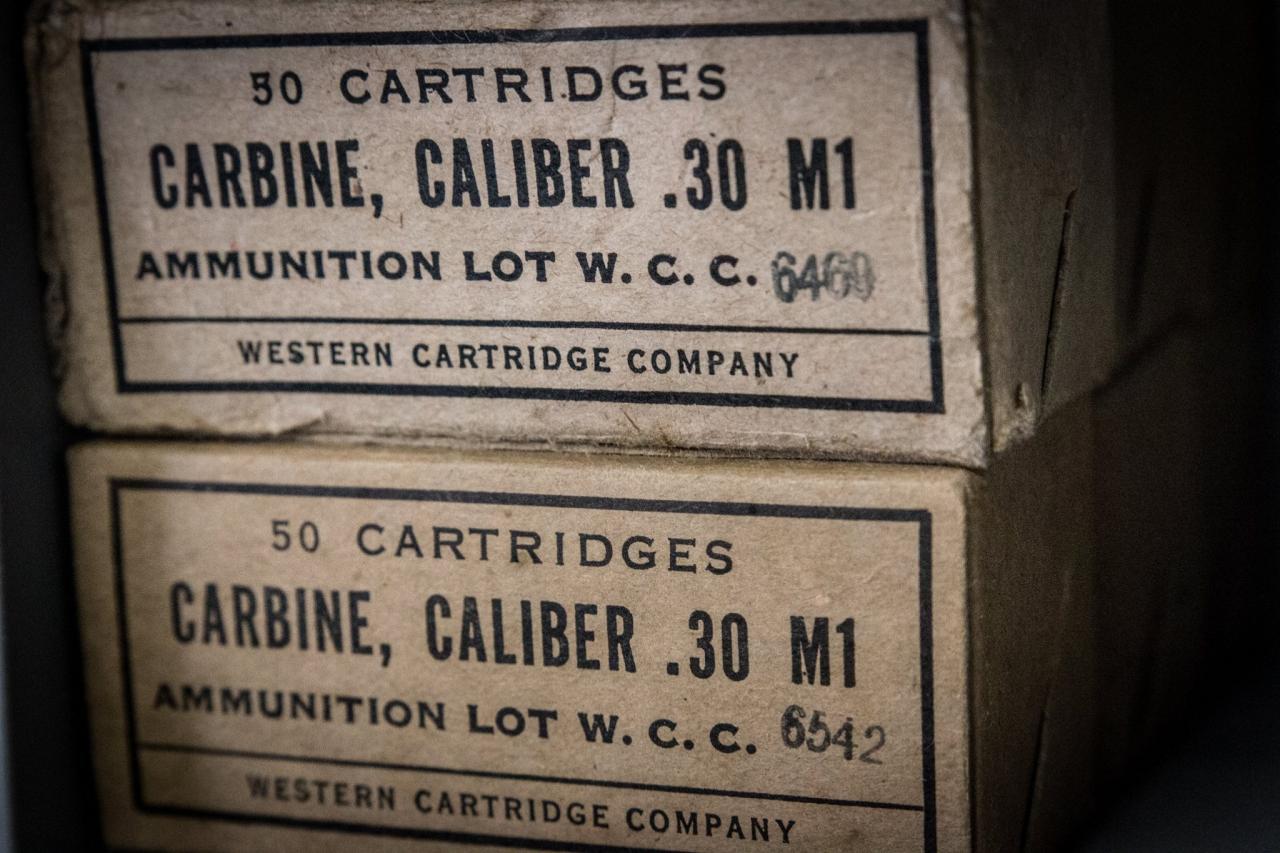 50 CARTRIDGES
CARBINE, CALIBER .30 M1
AMMUNITION LOT W. C. C. 6469
WESTERN CARTRIDGE COMPANY
50 CARTRIDGES
CARBINE, CALIBER .30 M1
AMMUNITION LOT W. C. C. 6542
WESTERN CARTRIDGE COMPANY